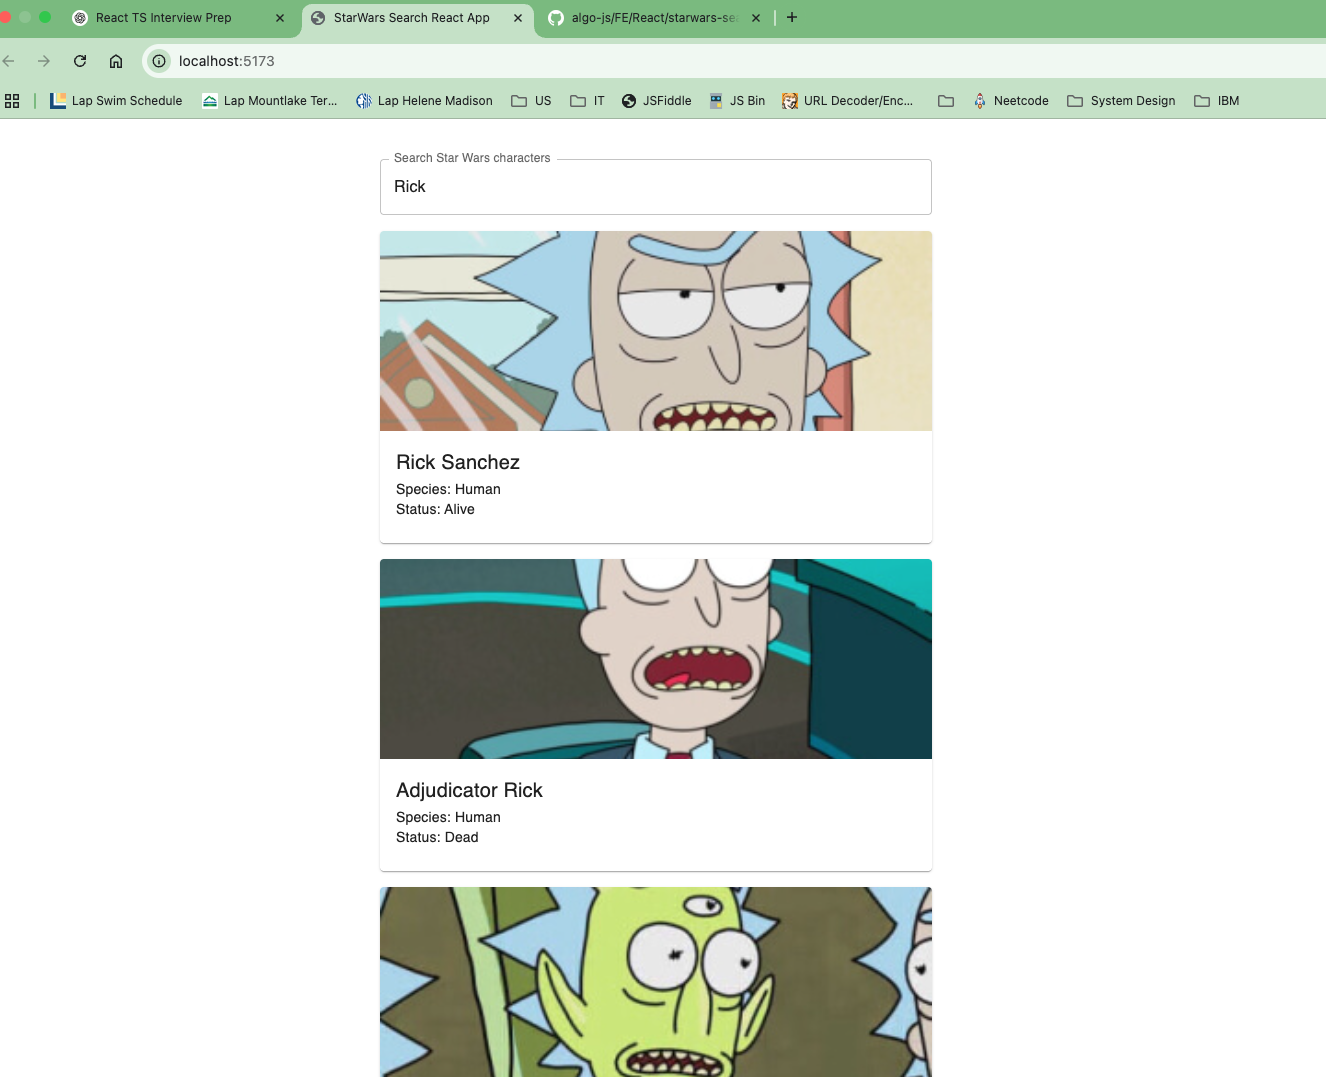 React TS Interview Prep
StarWars Search React App
algo-js/FE/React/starwars-se
localhost:5173
Lap Swim Schedule
Lap Mountlake Ter...
Lap Helene Madison
US
IT
JSFiddle
JS Bin
URL Decoder/Enc...
Neetcode
System Design
IBM
Search Star Wars characters
Rick
Rick Sanchez
Species: Human
Status: Alive
Adjudicator Rick
Species: Human
Status: Dead